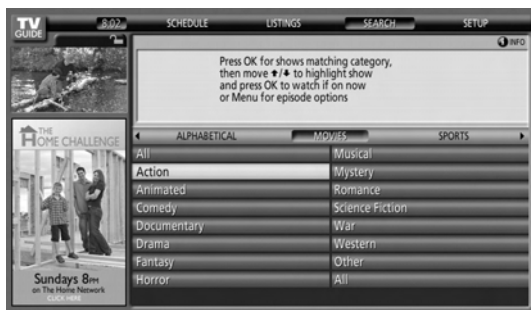 TV
GUIDE
8:02
SCHEDULE
LISTINGS
SEARCH
SETUP
INFO
Press OK for shows matching category,
then move ↑/↓ to highlight show
and press OK to watch if on now
or Menu for episode options
ALPHABETICAL
MOVIES
SPORTS
All
Musical
Action
Mystery
Animated
Romance
Comedy
Science Fiction
Documentary
War
Drama
Western
Fantasy
Other
Horror
All
THE
HOME CHALLENGE
Sundays 8PM
on The Home Network
CLICK HERE